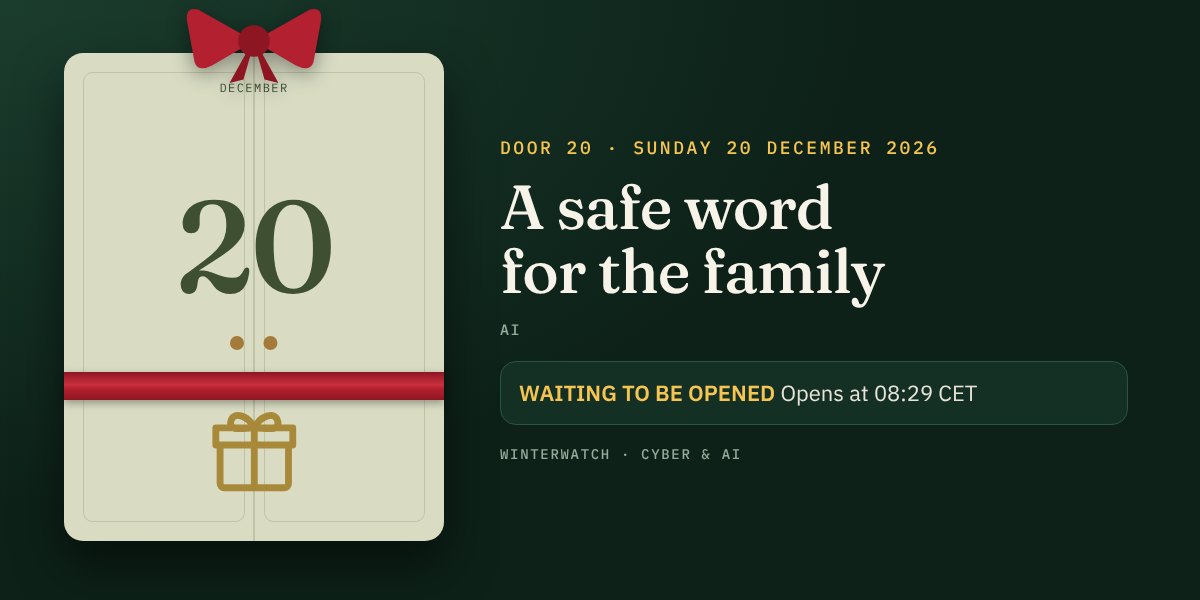 DECEMBER
20
DOOR 20 · SUNDAY 20 DECEMBER 2026
A safe word
for the family
AI
WAITING TO BE OPENED Opens at 08:29 CET
WINTERWATCH · CYBER & AI